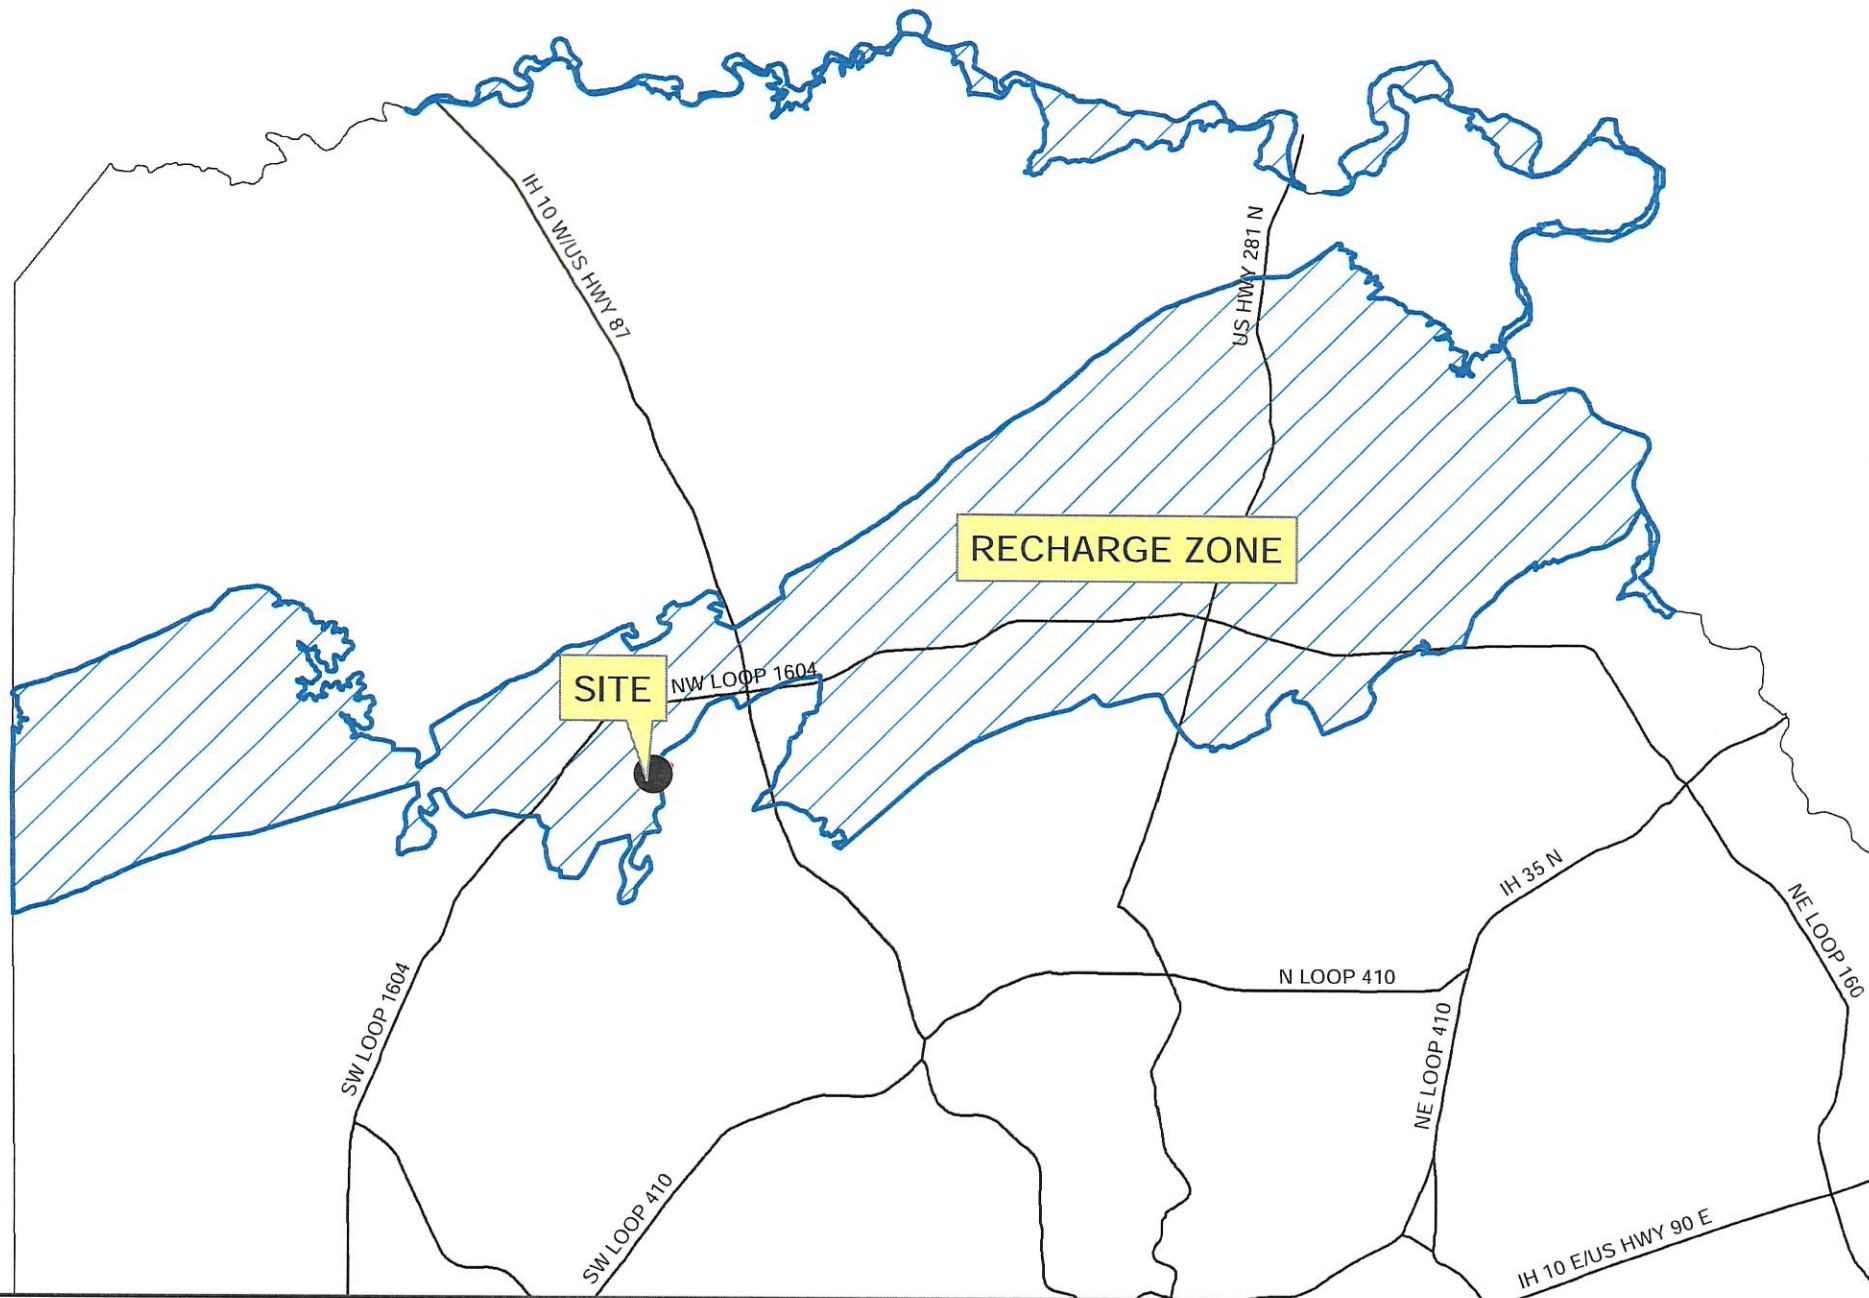 IH 10 W/US HWY 87
US HWY 281 N
RECHARGE ZONE
SITE
NW LOOP 1604
IH 35 N
NE LOOP 160
N LOOP 410
SW LOOP 1604
NE LOOP 410
SW LOOP 410
IH 10 E/US HWY 90 E